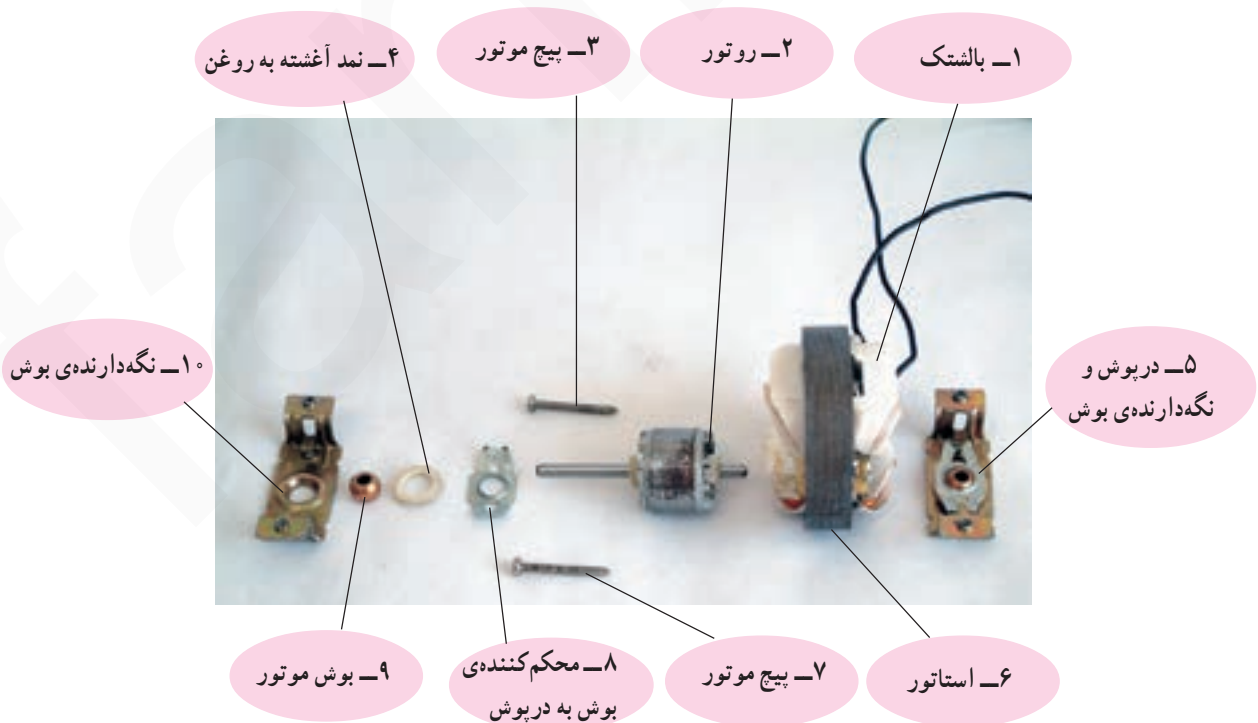 ۱ــ بالشتک
۲ــ روتور
۳ــ پیچ موتور
۴ــ نمد آغشته به روغن
۵ــ درپوش و
نگه‌دارنده‌ی بوش
۱۰ــ نگه‌دارنده‌ی بوش
۶ــ استاتور
۷ــ پیچ موتور
۸ــ محکم‌کننده‌ی
بوش به درپوش
۹ــ بوش موتور